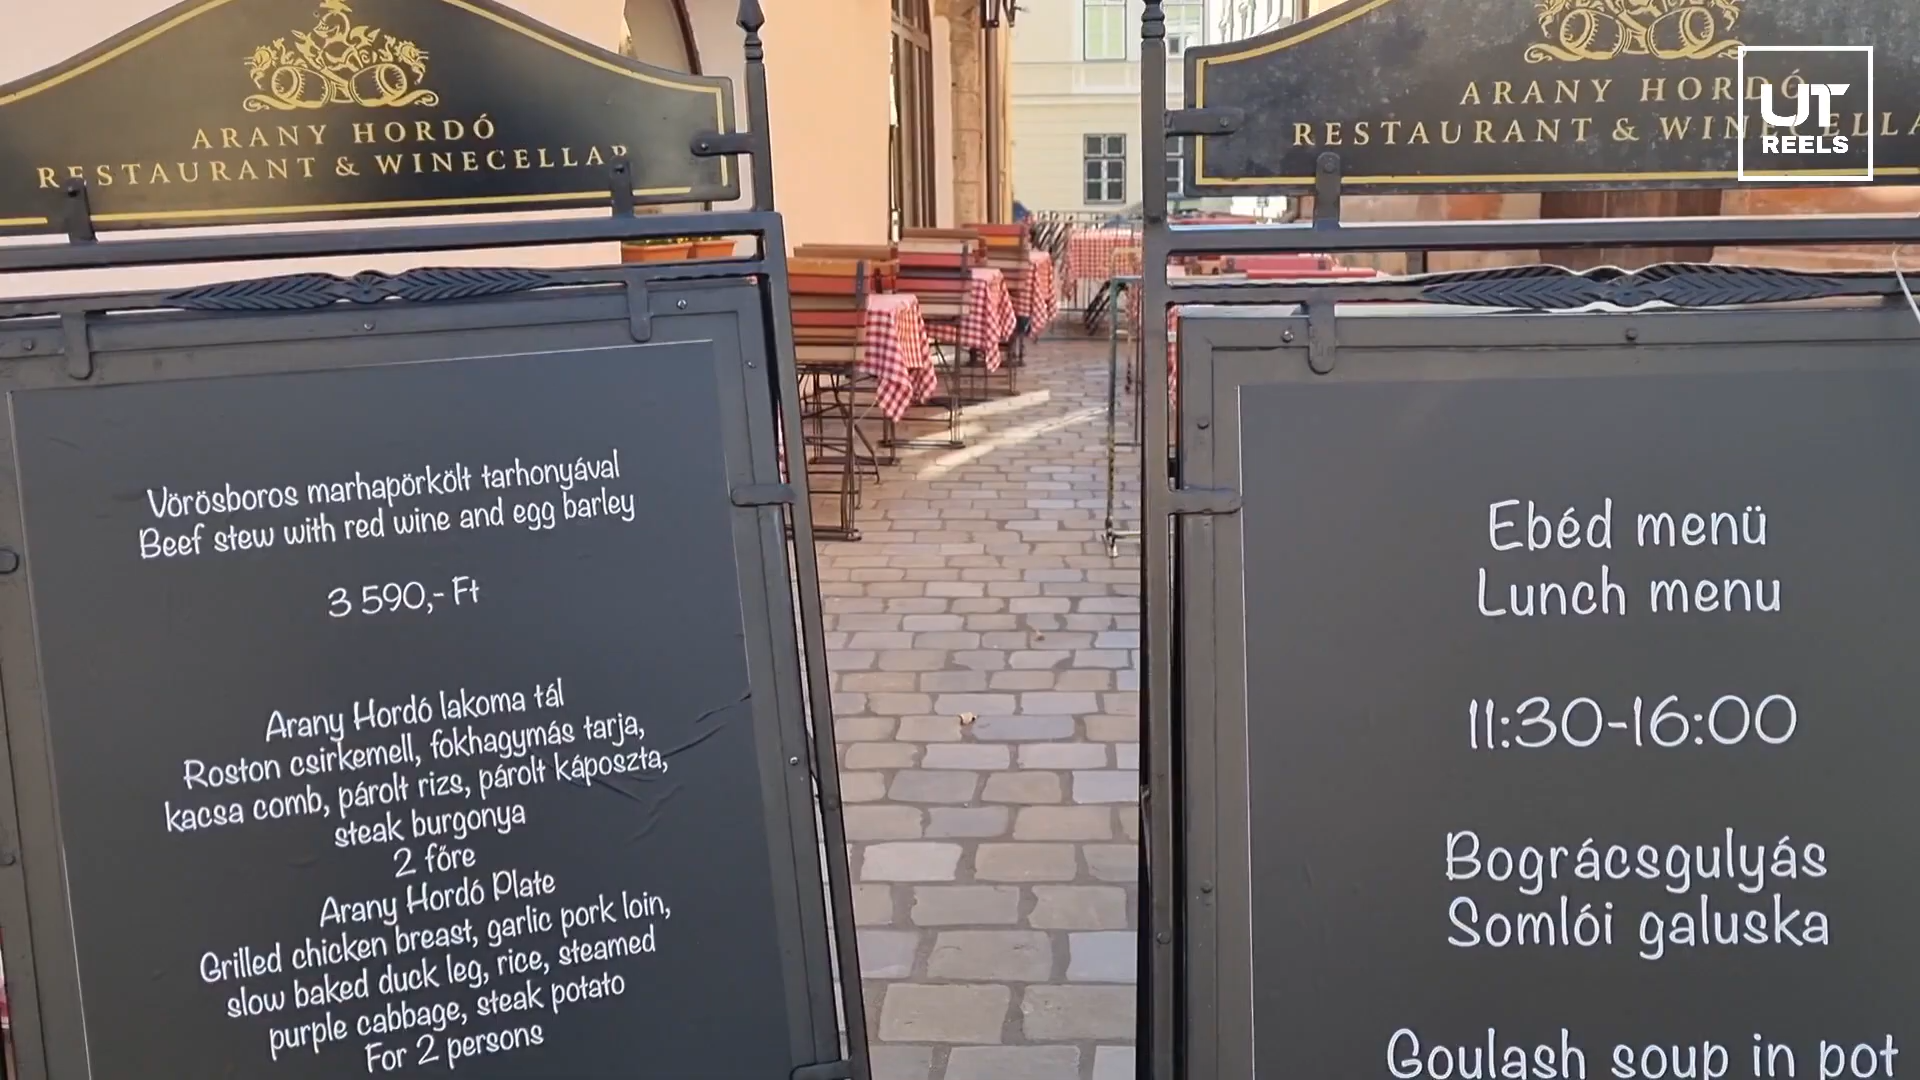 ARANY HORDÓ
RESTAURANT & WINECELLAR
Vörösboros marhapörkölt tarhonyával
Beef stew with red wine and egg barley
3 590,- Ft
Arany Hordó lakoma tál
Roston csirkemell, fokhagymás tarja,
kacsa comb, párolt rizs, párolt káposzta,
steak burgonya
2 főre
Arany Hordó Plate
Grilled chicken breast, garlic pork loin,
slow baked duck leg, rice, steamed
purple cabbage, steak potato
For 2 persons
ARANY HORDÓ
RESTAURANT & WINECELLA
Ebéd menü
Lunch menu
11:30-16:00
Bográcsgulyás
Somlói galuska
Goulash soup in pot
UT
REELS